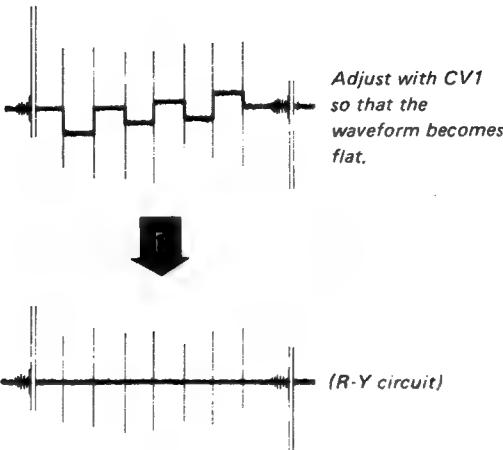 Adjust with CV1
so that the
waveform becomes
flat.
(R-Y circuit)